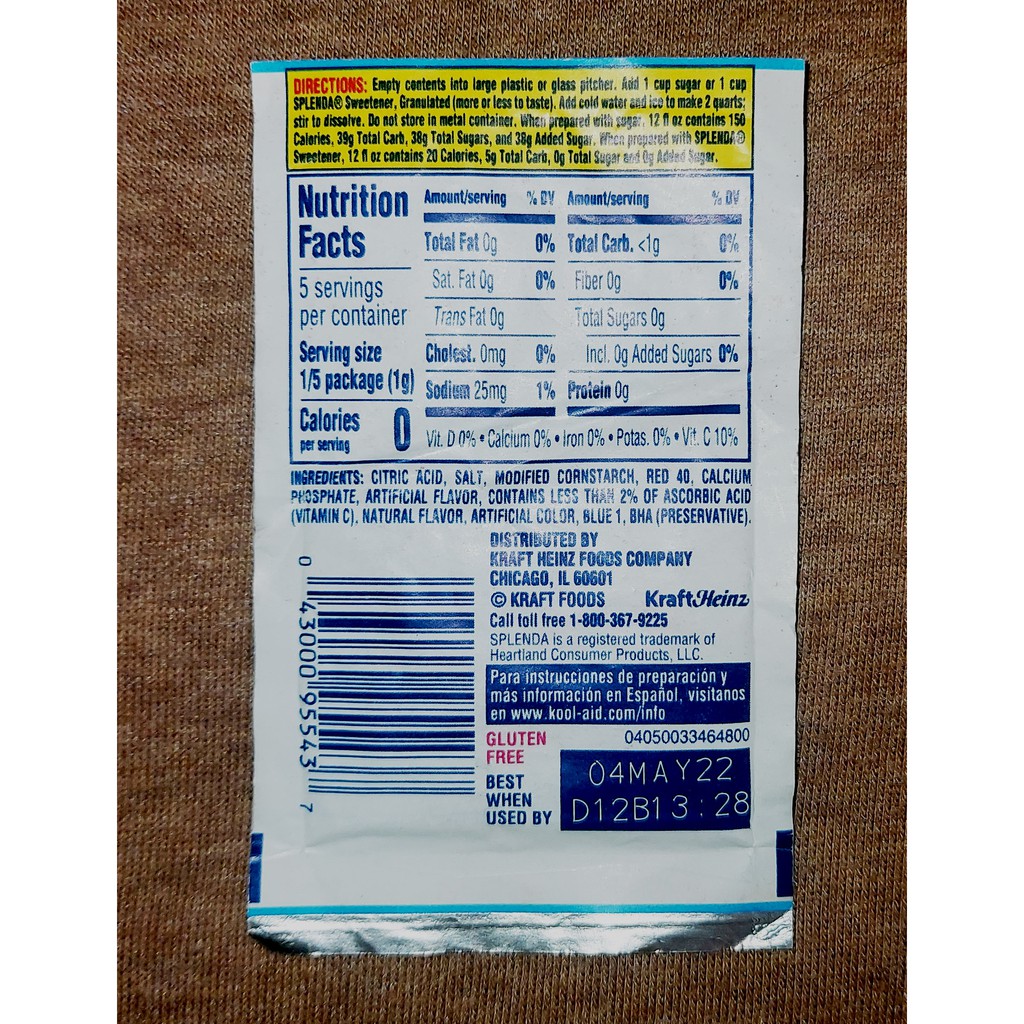 DIRECTIONS: Empty contents into large plastic or glass pitcher. Add 1 cup sugar or 1 cup
SPLENDA® Sweetener, Granulated (more or less to taste). Add cold water and ice to make 2 quarts;
stir to dissolve. Do not store in metal container. When prepared with sugar, 12 fl oz contains 150
Calories, 39g Total Carb, 38g Total Sugars, and 38g Added Sugar. When prepared with SPLENDA®
Sweetener, 12 fl oz contains 20 Calories, 5g Total Carb, 0g Total Sugar and 0g Added Sugar.
Nutrition
Facts
5 servings
per container
Serving size
1/5 package (1g)
Calories
per serving
0
Amount/serving % DV
Total Fat 0g 0%
Sat. Fat 0g 0%
Trans Fat 0g
Cholest. 0mg 0%
Sodium 25mg 1%
Amount/serving % DV
Total Carb. <1g 0%
Fiber 0g 0%
Total Sugars 0g
Incl. 0g Added Sugars 0%
Protein 0g
Vit. D 0% • Calcium 0% • Iron 0% • Potas. 0% • Vit. C 10%
INGREDIENTS: CITRIC ACID, SALT, MODIFIED CORNSTARCH, RED 40, CALCIUM
PHOSPHATE, ARTIFICIAL FLAVOR, CONTAINS LESS THAN 2% OF ASCORBIC ACID
(VITAMIN C), NATURAL FLAVOR, ARTIFICIAL COLOR, BLUE 1, BHA (PRESERVATIVE).
DISTRIBUTED BY
KRAFT HEINZ FOODS COMPANY
CHICAGO, IL 60601
© KRAFT FOODS KraftHeinz
Call toll free 1-800-367-9225
SPLENDA is a registered trademark of
Heartland Consumer Products, LLC.
Para instrucciones de preparación y
más información en Español, visitanos
en www.kool-aid.com/info
0 43000 95543 7
GLUTEN
FREE
04050033464800
BEST
WHEN
USED BY
04MAY22
D12B13:28